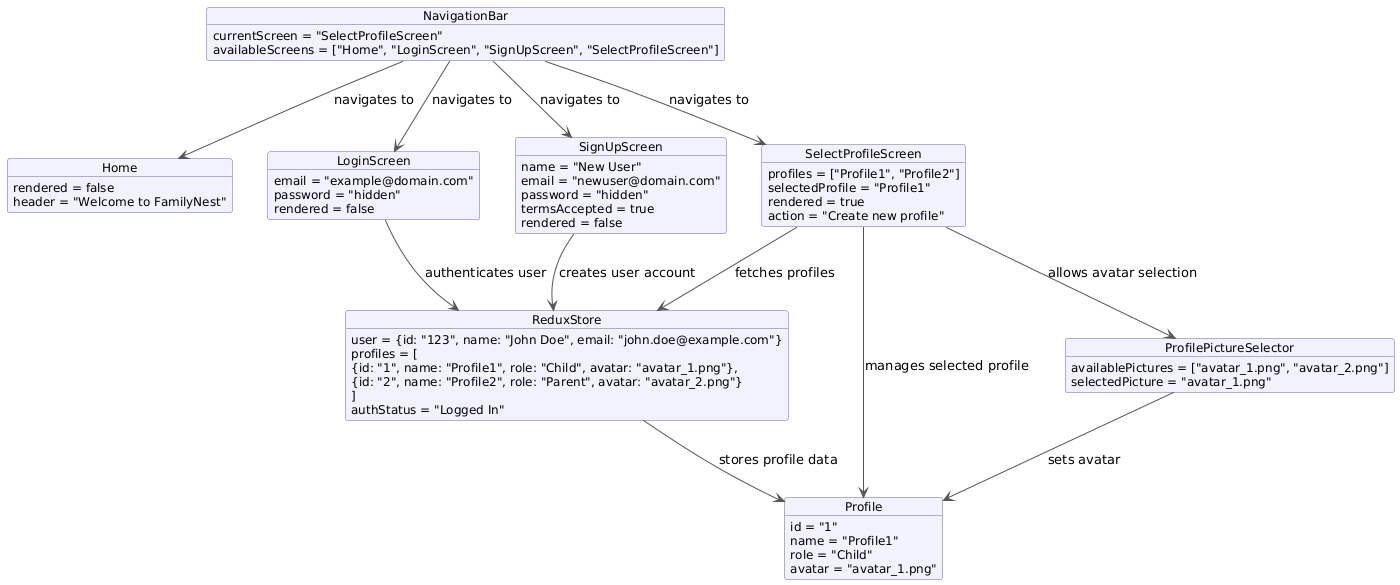 NavigationBar
currentScreen = "SelectProfileScreen"
availableScreens = ["Home", "LoginScreen", "SignUpScreen", "SelectProfileScreen"]
navigates to
navigates to
navigates to
navigates to
Home
rendered = false
header = "Welcome to FamilyNest"
LoginScreen
email = "example@domain.com"
password = "hidden"
rendered = false
SignUpScreen
name = "New User"
email = "newuser@domain.com"
password = "hidden"
termsAccepted = true
rendered = false
SelectProfileScreen
profiles = ["Profile1", "Profile2"]
selectedProfile = "Profile1"
rendered = true
action = "Create new profile"
authenticates user
creates user account
fetches profiles
allows avatar selection
ReduxStore
user = {id: "123", name: "John Doe", email: "john.doe@example.com"}
profiles = [
{id: "1", name: "Profile1", role: "Child", avatar: "avatar_1.png"},
{id: "2", name: "Profile2", role: "Parent", avatar: "avatar_2.png"}
]
authStatus = "Logged In"
manages selected profile
ProfilePictureSelector
availablePictures = ["avatar_1.png", "avatar_2.png"]
selectedPicture = "avatar_1.png"
stores profile data
sets avatar
Profile
id = "1"
name = "Profile1"
role = "Child"
avatar = "avatar_1.png"